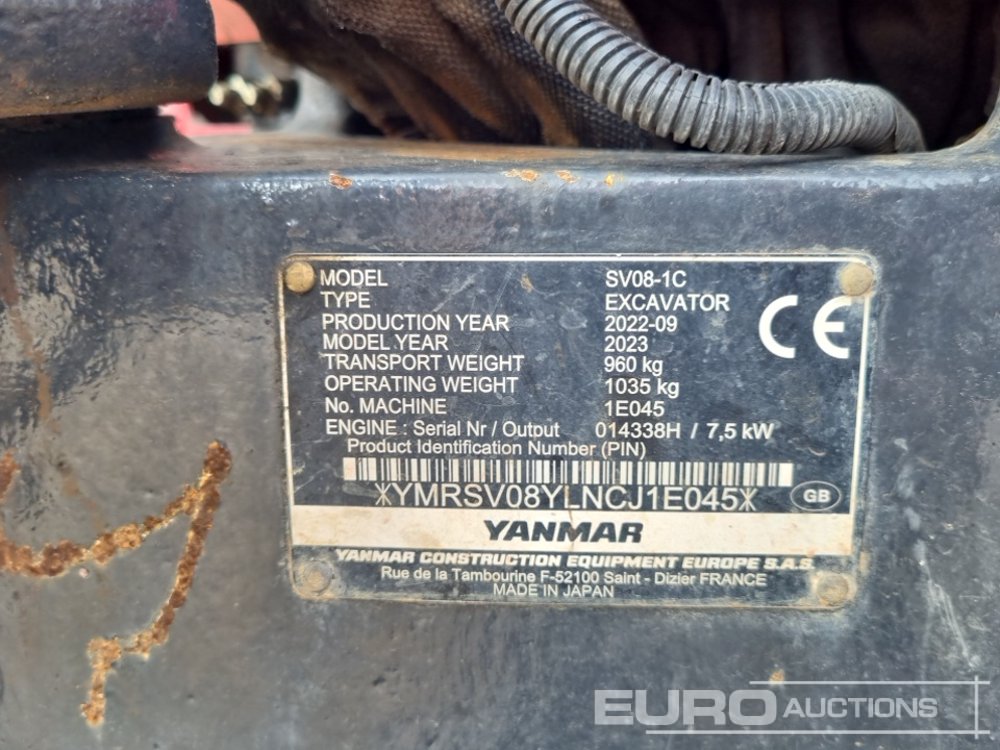 MODEL SV08-1C
TYPE EXCAVATOR
PRODUCTION YEAR 2022-09
MODEL YEAR 2023
TRANSPORT WEIGHT 960 kg
OPERATING WEIGHT 1035 kg
No. MACHINE 1E045
ENGINE : Serial Nr / Output 014338H / 7,5 kW
Product Identification Number (PIN)
CE
*YMRSV08YLNCJ1E045*
GB
YANMAR
YANMAR CONSTRUCTION EQUIPMENT EUROPE S.A.S.
Rue de la Tambourine F-52100 Saint - Dizier FRANCE
MADE IN JAPAN
EURO AUCTIONS